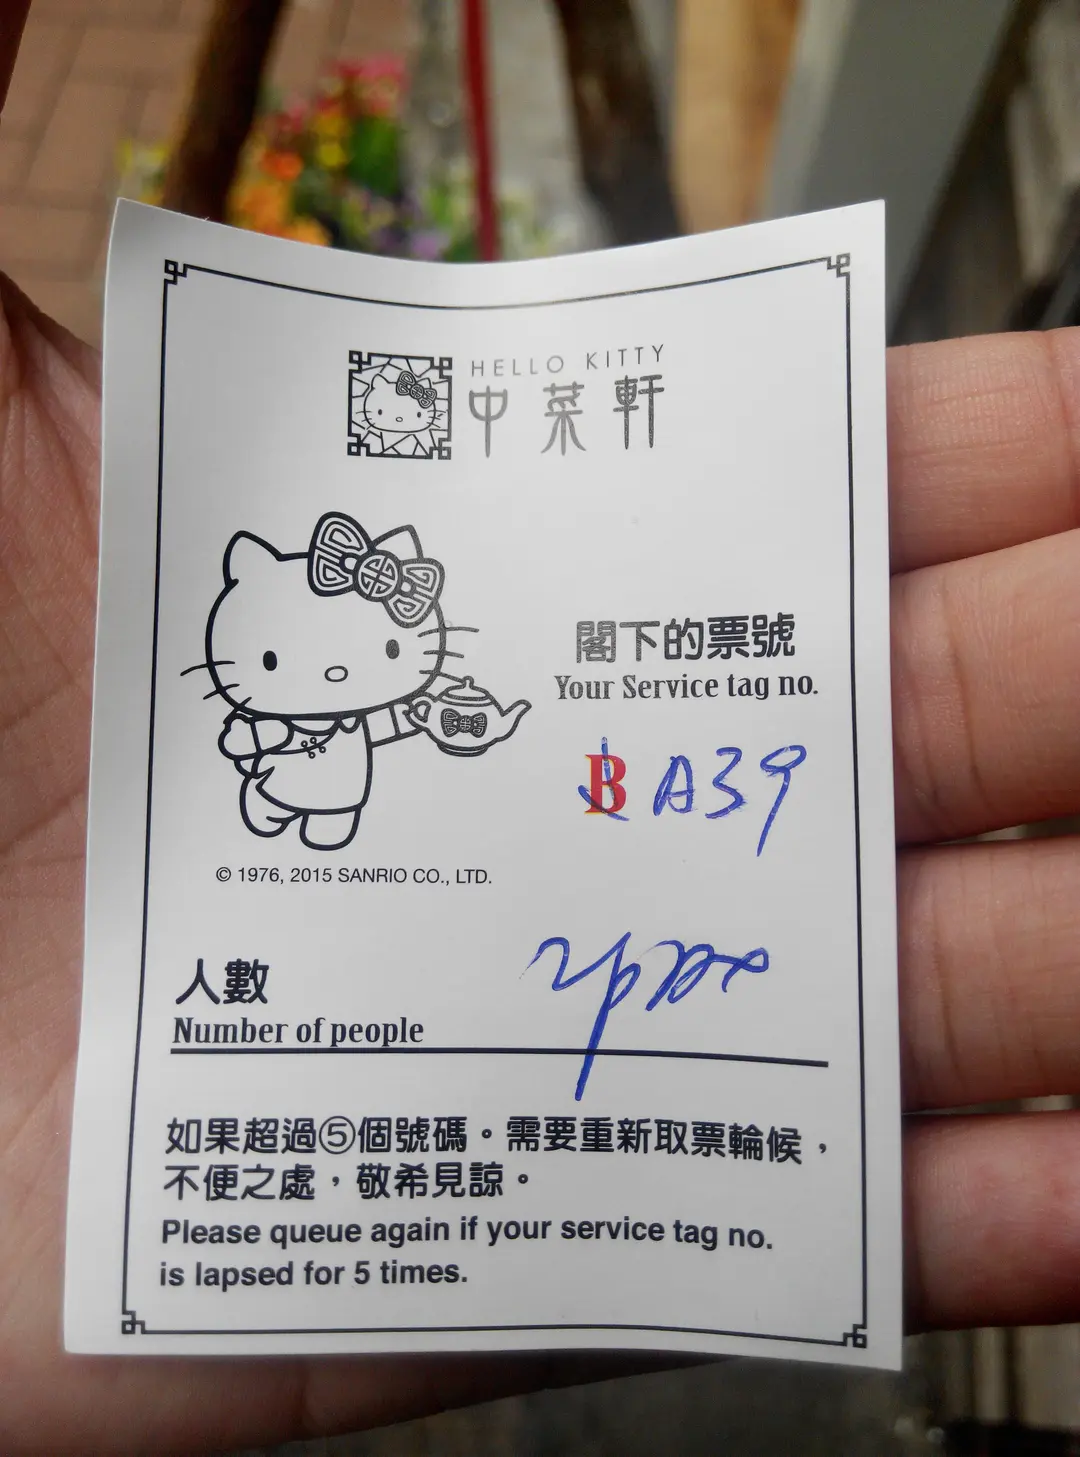 HELLO KITTY
中菜軒
閣下的票號
Your Service tag no.
B A39
© 1976, 2015 SANRIO CO., LTD.
人數
Number of people
如果超過⑤個號碼。需要重新取票輪候，
不便之處，敬希見諒。
Please queue again if your service tag no.
is lapsed for 5 times.